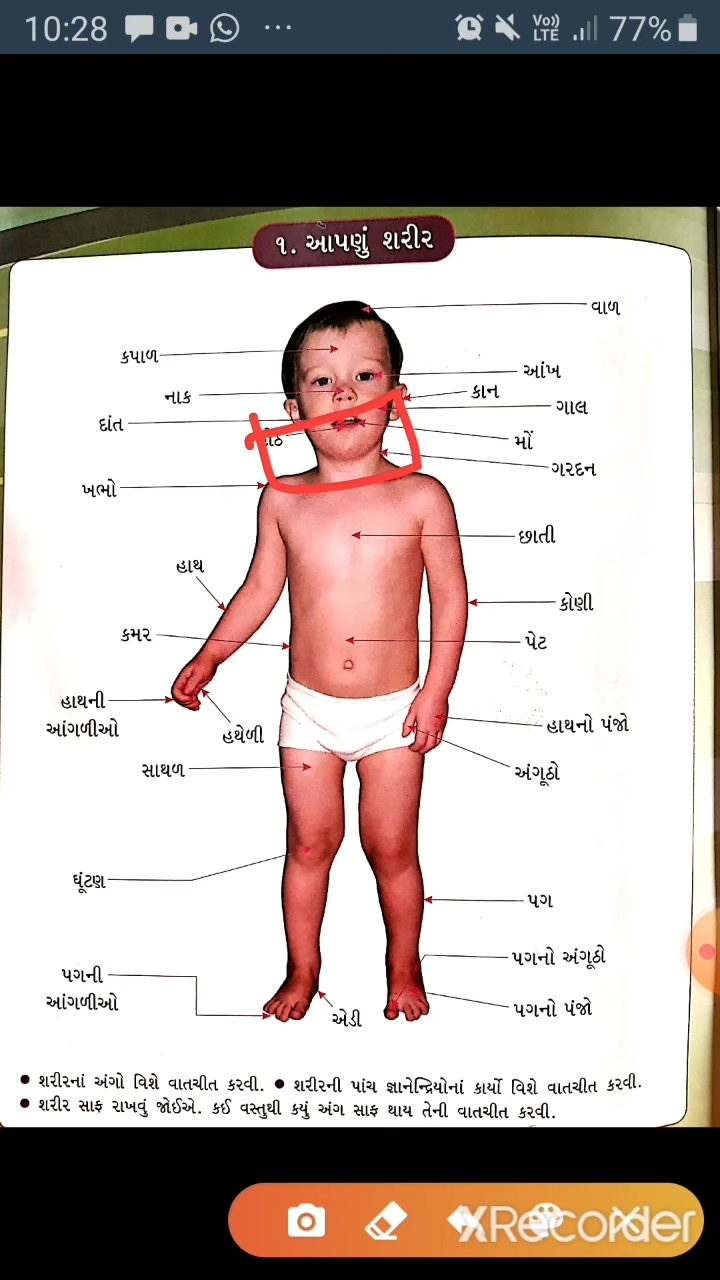 10:28
Vo))
LTE
77%
૧. આપણું શરીર
વાળ
કપાળ
આંખ
નાક
કાન
ગાલ
દાંત
મોં
ગરદન
ખભો
છાતી
હાથ
કોણી
કમર
પેટ
હાથની
આંગળીઓ
હથેળી
હાથનો પંજો
સાથળ
અંગૂઠો
ઘૂંટણ
પગ
પગનો અંગૂઠો
પગની
આંગળીઓ
એડી
પગનો પંજો
● શરીરનાં અંગો વિશે વાતચીત કરવી. ● શરીરની પાંચ જ્ઞાનેન્દ્રિયોનાં કાર્યો વિશે વાતચીત કરવી.
● શરીર સાફ રાખવું જોઈએ. કઈ વસ્તુથી કયું અંગ સાફ થાય તેની વાતચીત કરવી.
XRecorder